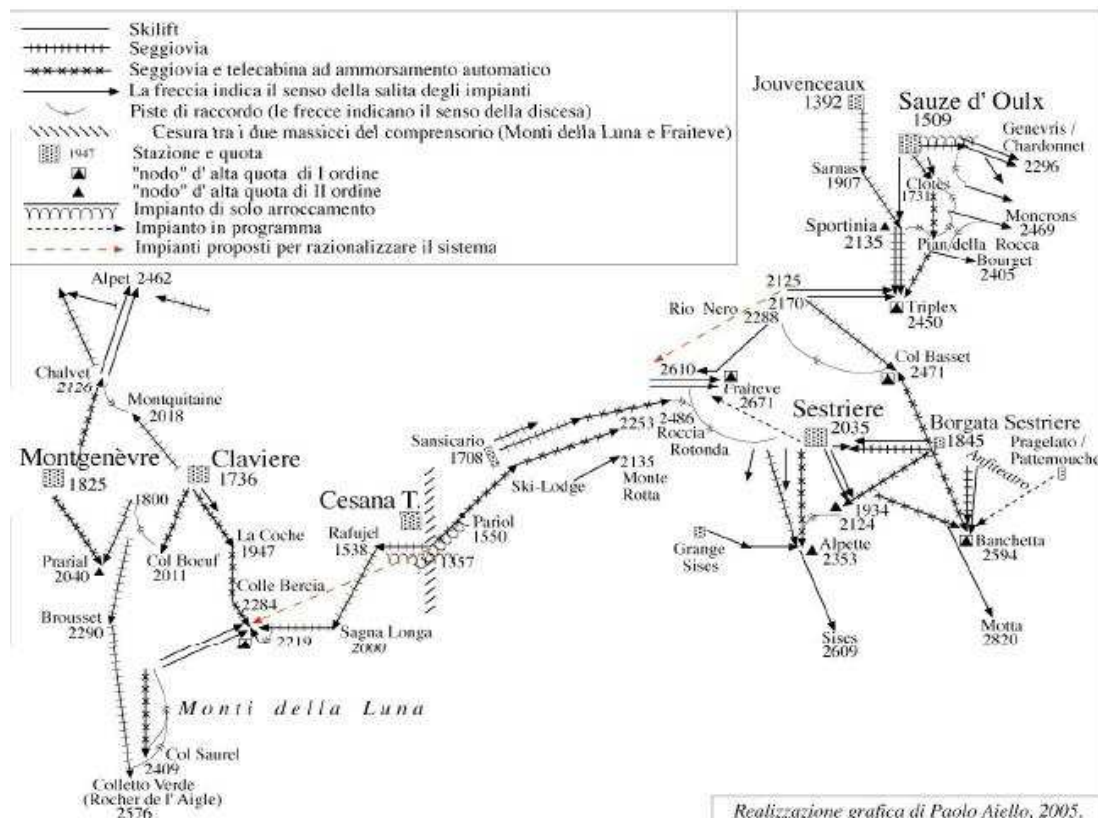 Skilift
Seggiovia
Seggiovia e telecabina ad ammorsamento automatico
La freccia indica il senso della salita degli impianti
Piste di raccordo (le frecce indicano il senso della discesa)
Cesura tra i due massicci del comprensorio (Monti della Luna e Fraiteve)
1947 Stazione e quota
"nodo" d' alta quota di I ordine
"nodo" d' alta quota di II ordine
Impianto di solo arroccamento
Impianto in programma
Impianti proposti per razionalizzare il sistema
Jouvenceaux
1392
Sauze d' Oulx
1509
Genevris /
Chardonnet
2296
Sarnas
1907
Clotes
1731
Moncrons
2469
Sportinia
2135
Pian della Rocca
Bourget
2405
Triplex
2450
2125
2170
2288
Rio Nero
Col Basset
2471
2610
Fraiteve
2671
Alpet 2462
Chalvet
2126
Montquitaine
2018
Montgenèvre
1825
Claviere
1736
1800
Prarial
2040
Col Boeuf
2011
La Coche
1947
Colle Bercia
2284
2219
Brousset
2290
Sagna Longa
2000
Rafujel
1538
Cesana T.
1357
Pariol
1550
Sansicario
1708
Ski-Lodge
2135
Monte
Rotta
2253
2486
Roccia
Rotonda
Sestriere
2035
Borgata Sestriere
1845
Pragelato /
Pattemouche
Anfiteatro
1934
2124
Alpette
2353
Banchetta
2594
Grange
Sises
Sises
2609
Motta
2820
Monti della Luna
Col Saurel
2409
Colletto Verde
(Rocher de l' Aigle)
2576
Realizzazione grafica di Paolo Aiello, 2005.